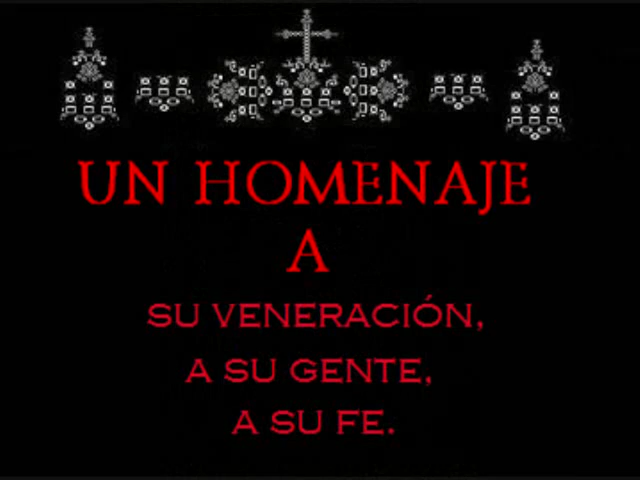 UN HOMENAJE
A
SU VENERACIÓN,
A SU GENTE,
A SU FE.